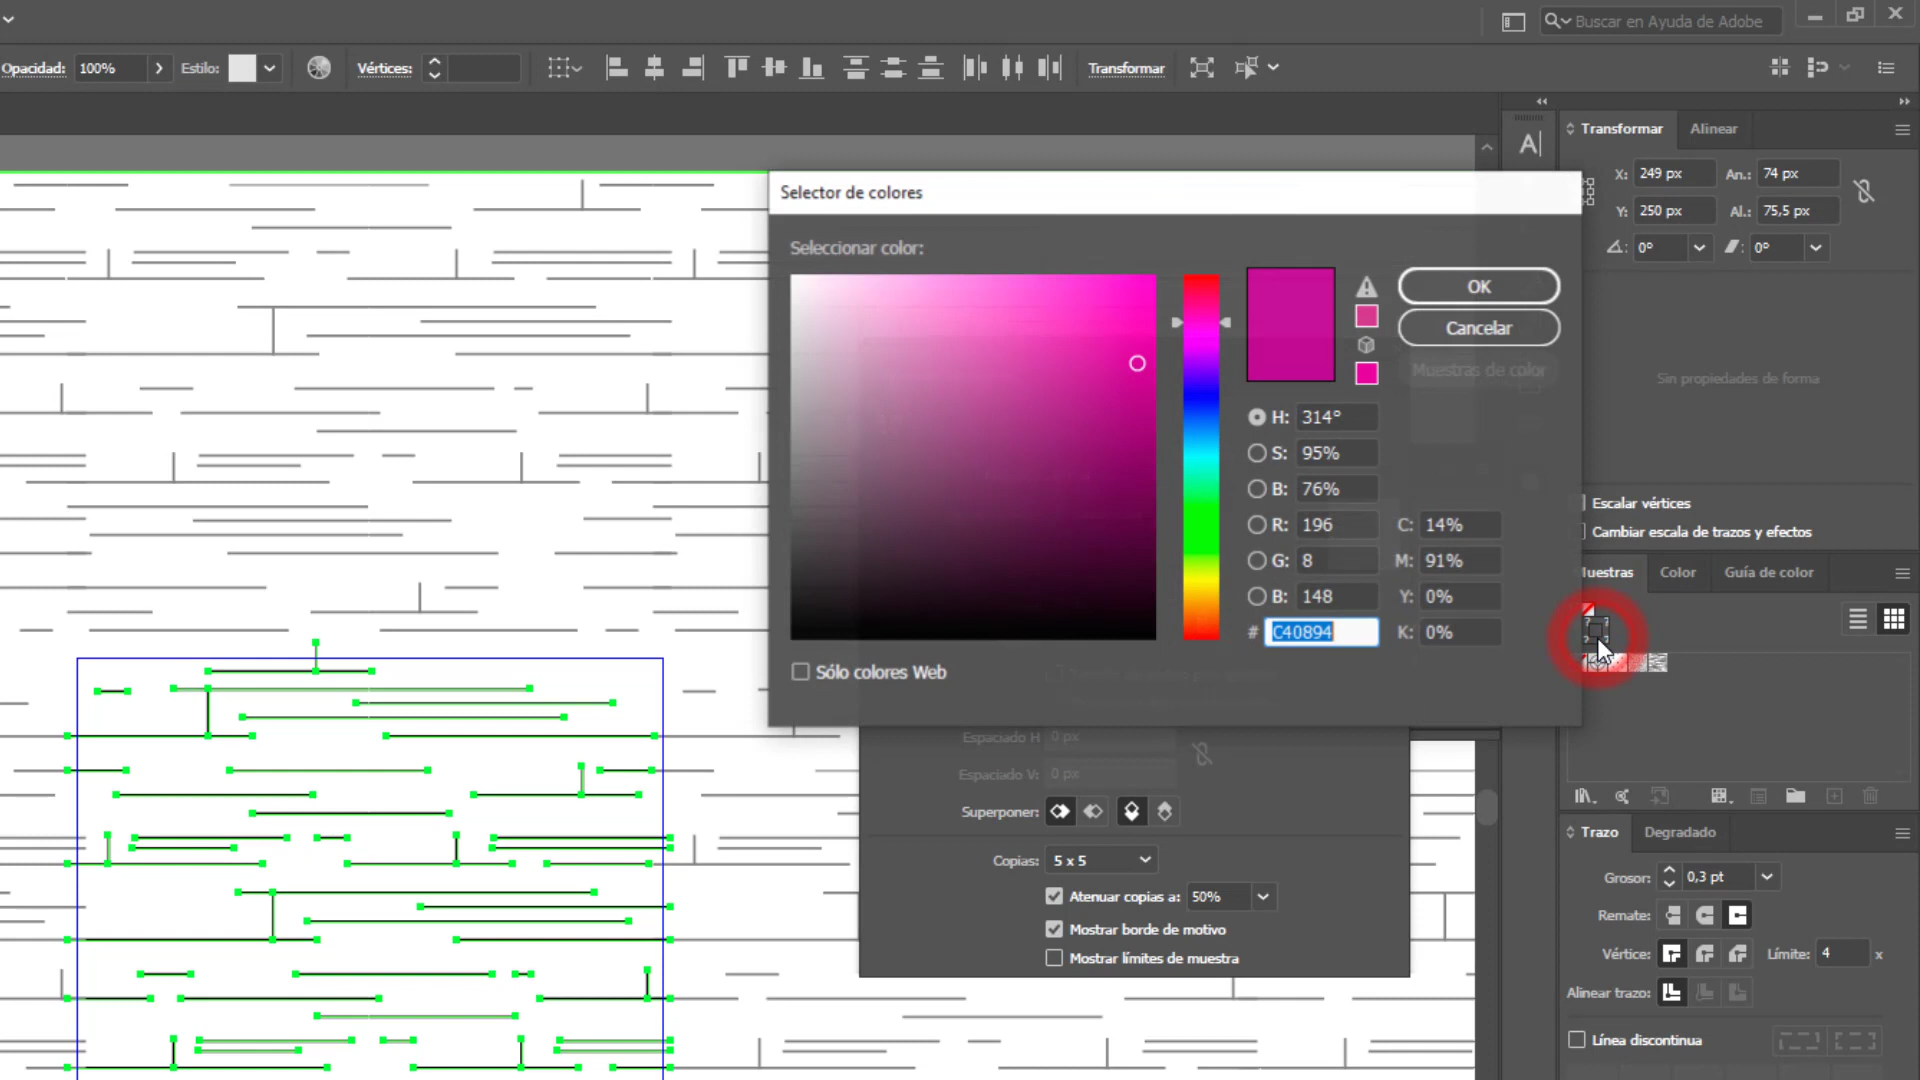 Buscar en Ayuda de Adobe
Opacidad: 100% Estilo: Vértices: Transformar
Transformar Alinear
X: 249 px An.: 74 px
Y: 250 px Al.: 75,5 px
0° 0°
Selector de colores
Seleccionar color:
OK
Cancelar
Muestras de color
Sin propiedades de forma
H: 314°
S: 95%
B: 76%
R: 196 C: 14%
G: 8 M: 91%
B: 148 Y: 0%
# C40894 K: 0%
Sólo colores Web
Escalar vértices
Cambiar escala de trazos y efectos
uestras Color Guía de color
Espaciado H 0 px
Espaciado V: 0 px
Superponer:
Copias: 5 x 5
Atenuar copias a: 50%
Mostrar borde de motivo
Mostrar límites de muestra
Trazo Degradado
Grosor: 0,3 pt
Remate:
Vértice: Límite: 4 x
Alinear trazo:
Línea discontinua